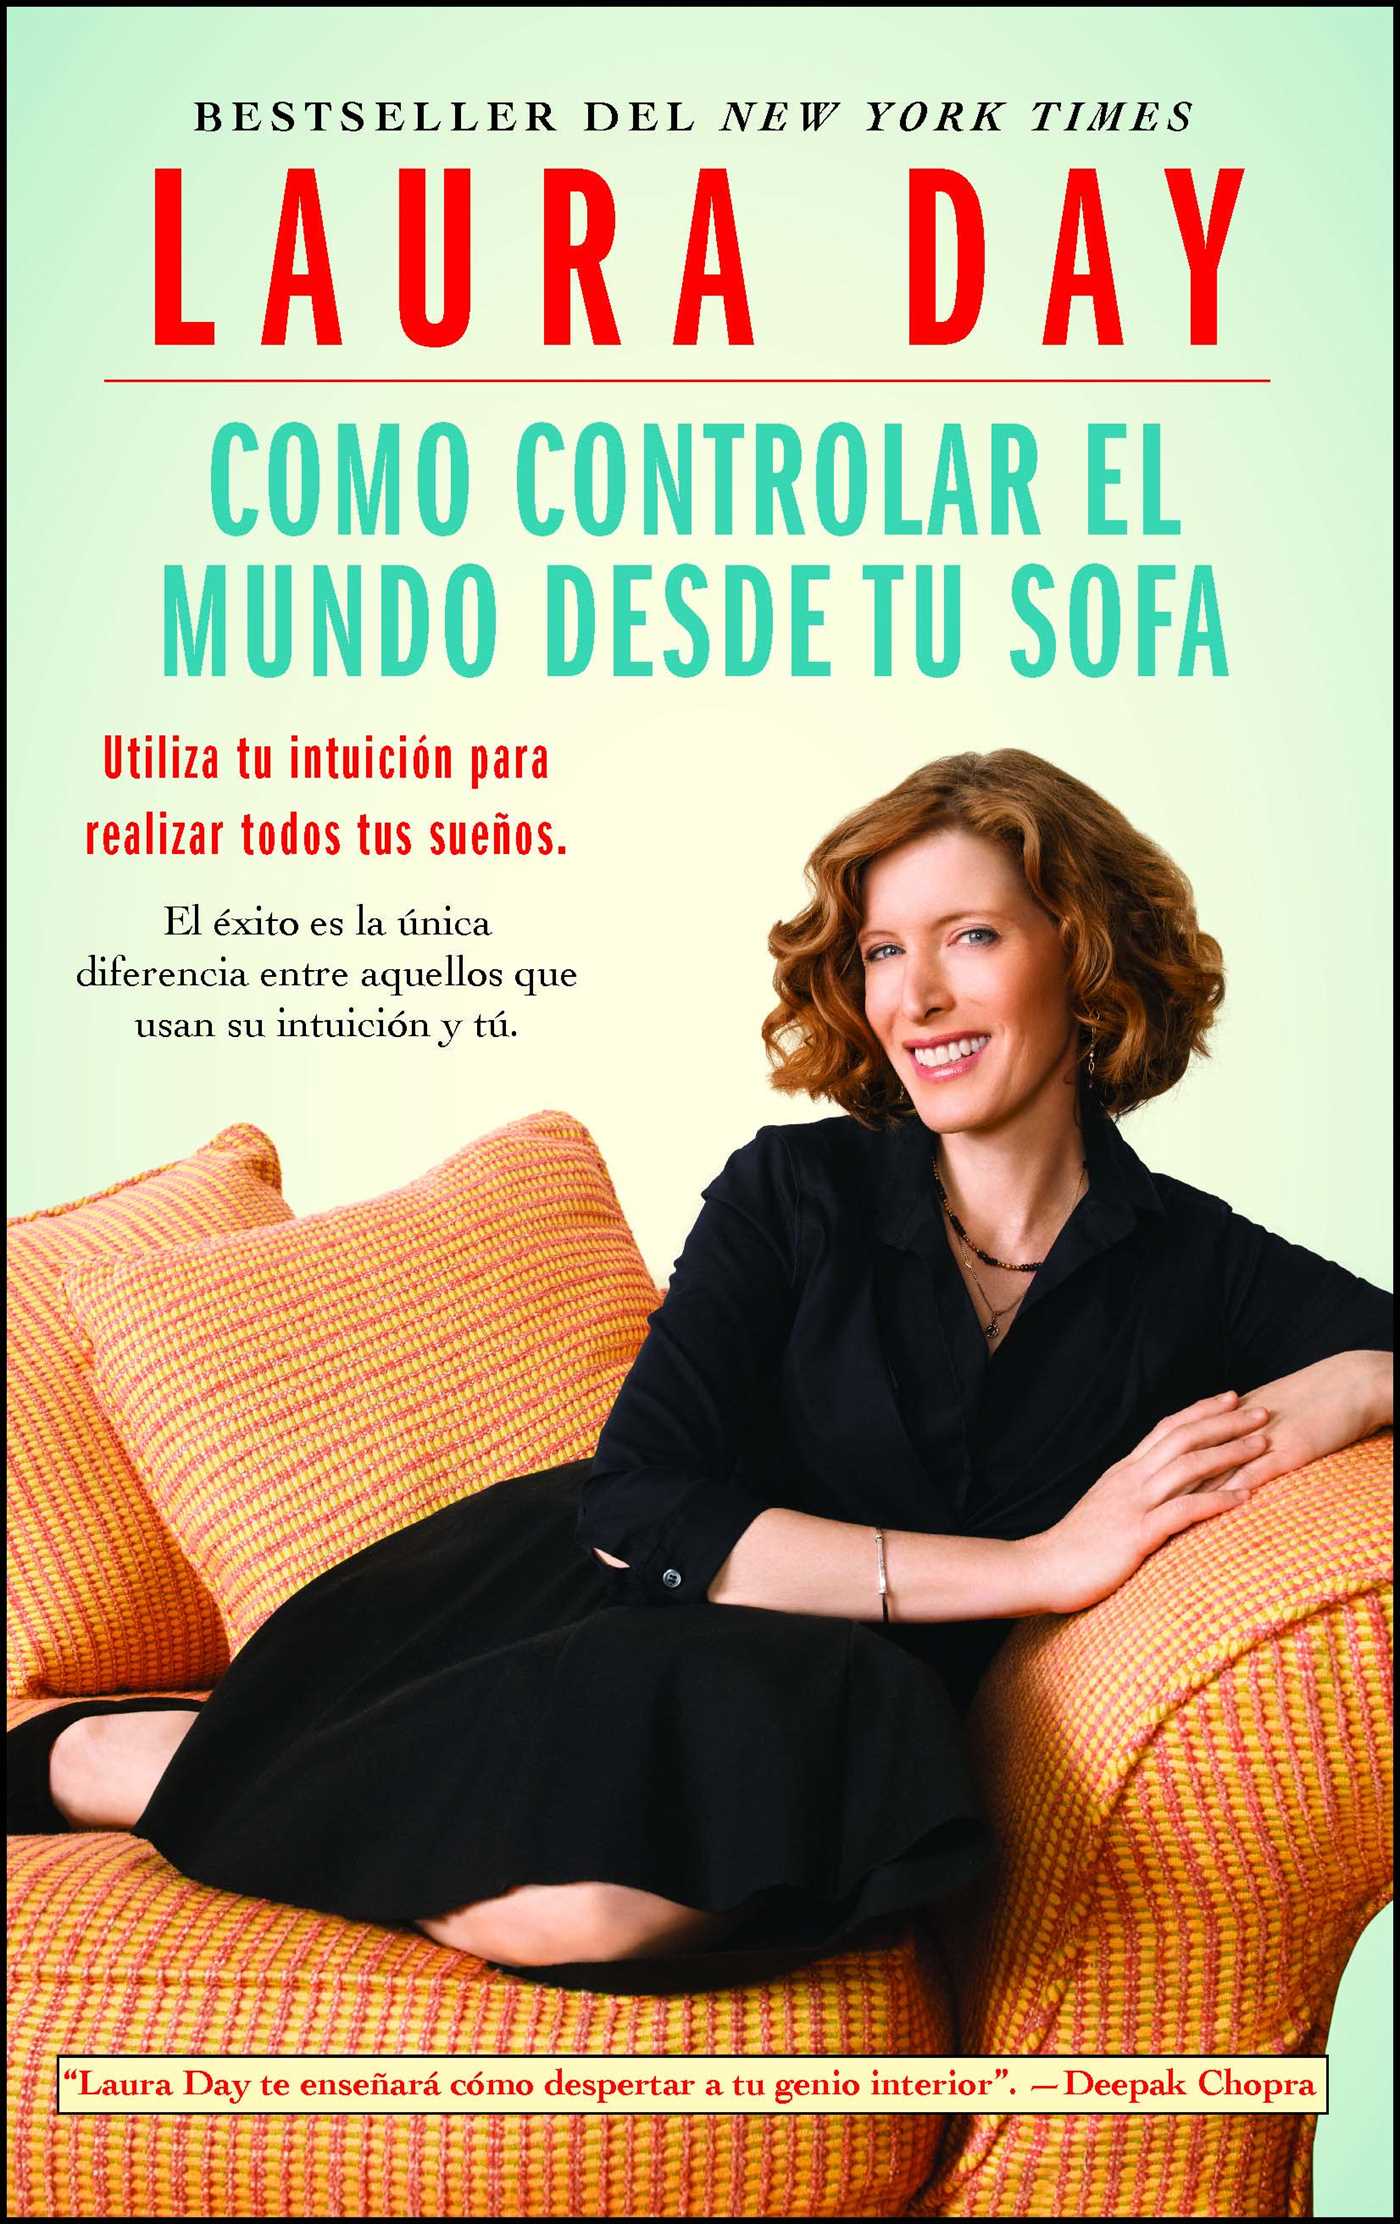 BESTSELLER DEL NEW YORK TIMES
LAURA DAY
COMO CONTROLAR EL
MUNDO DESDE TU SOFA
Utiliza tu intuición para
realizar todos tus sueños.
El éxito es la única
diferencia entre aquellos que
usan su intuición y tú.
“Laura Day te enseñará cómo despertar a tu genio interior”. —Deepak Chopra